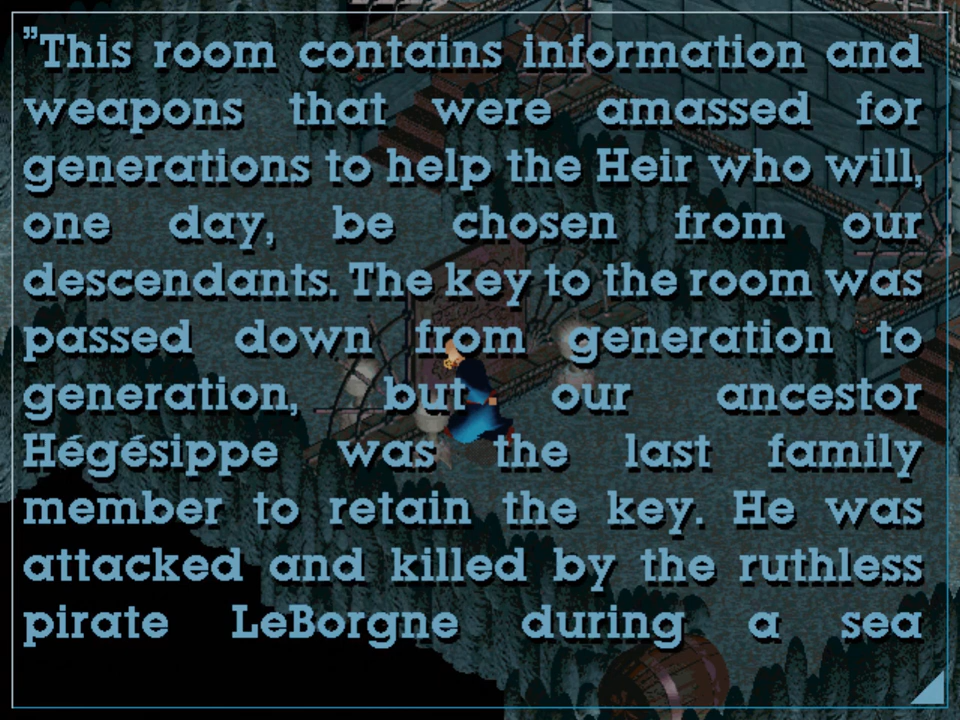 "This room contains information and
weapons that were amassed for
generations to help the Heir who will,
one day, be chosen from our
descendants. The key to the room was
passed down from generation to
generation, but our ancestor
Hégésippe was the last family
member to retain the key. He was
attacked and killed by the ruthless
pirate LeBorgne during a sea